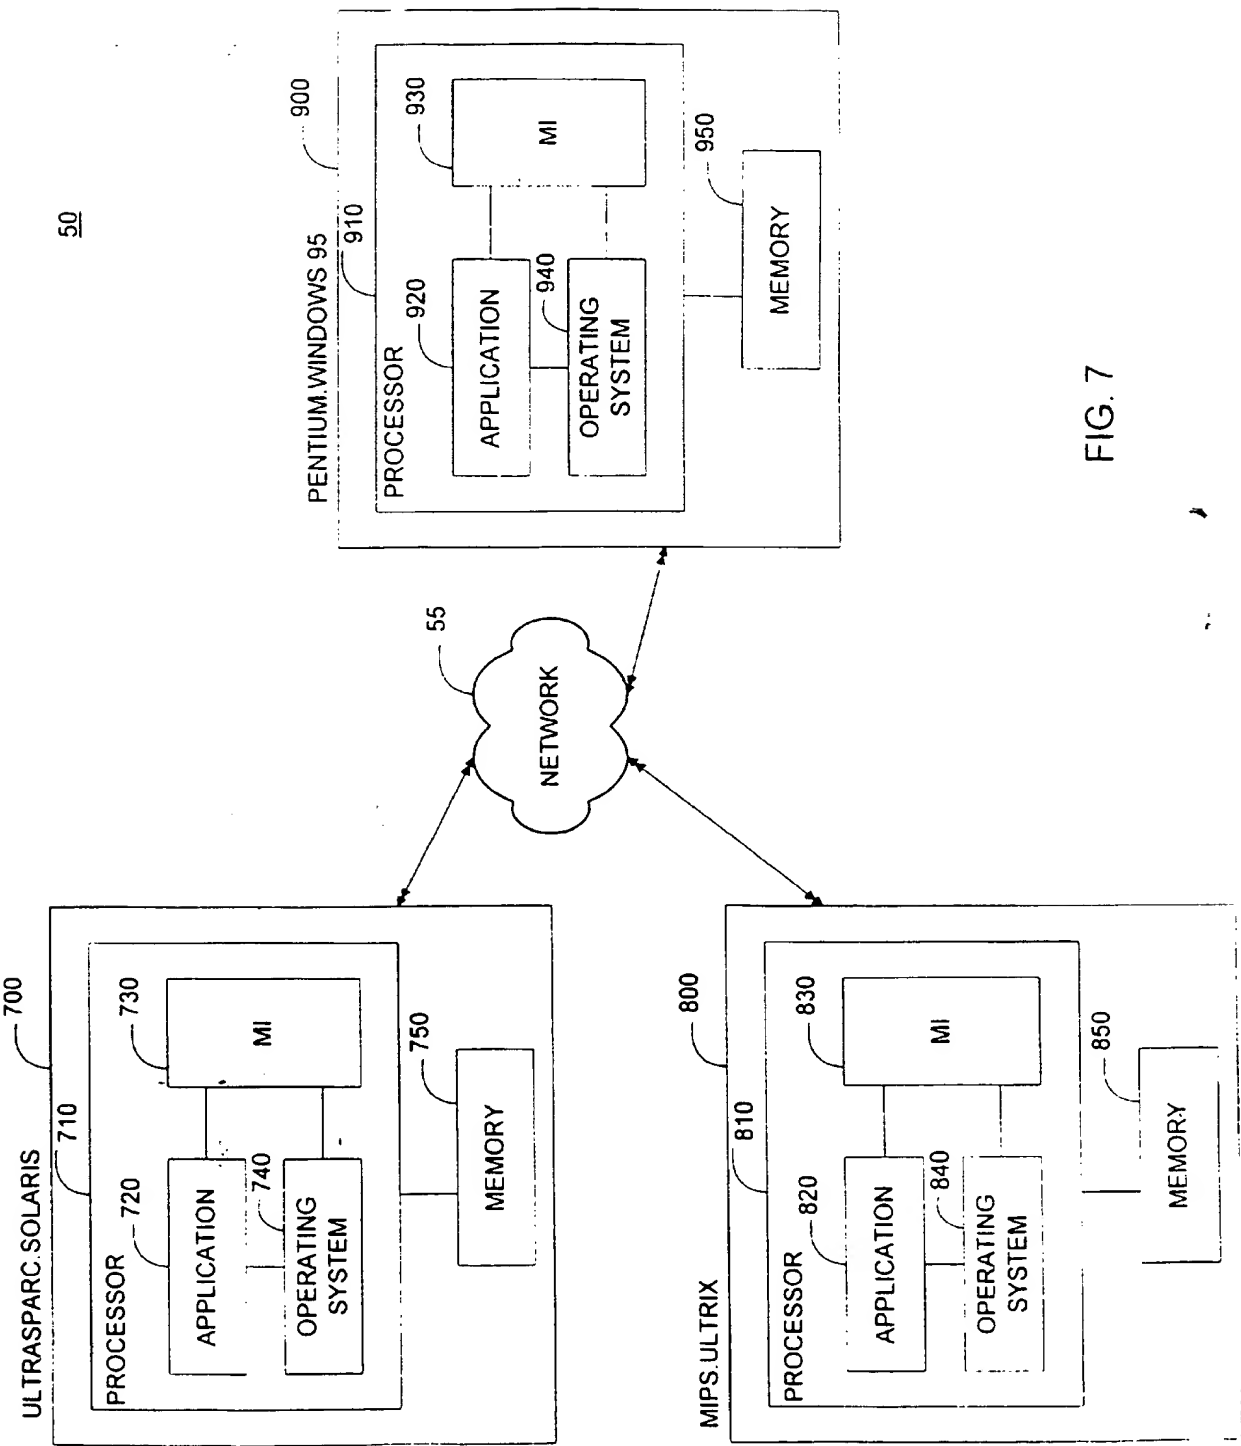 50
ULTRASPARC.SOLARIS
700
710
PROCESSOR
720
730
APPLICATION
MI
740
OPERATING
SYSTEM
750
MEMORY
55
NETWORK
PENTIUM.WINDOWS 95
900
910
PROCESSOR
920
930
APPLICATION
MI
940
OPERATING
SYSTEM
950
MEMORY
MIPS.ULTRIX
800
810
PROCESSOR
820
830
APPLICATION
MI
840
OPERATING
SYSTEM
850
MEMORY
FIG. 7